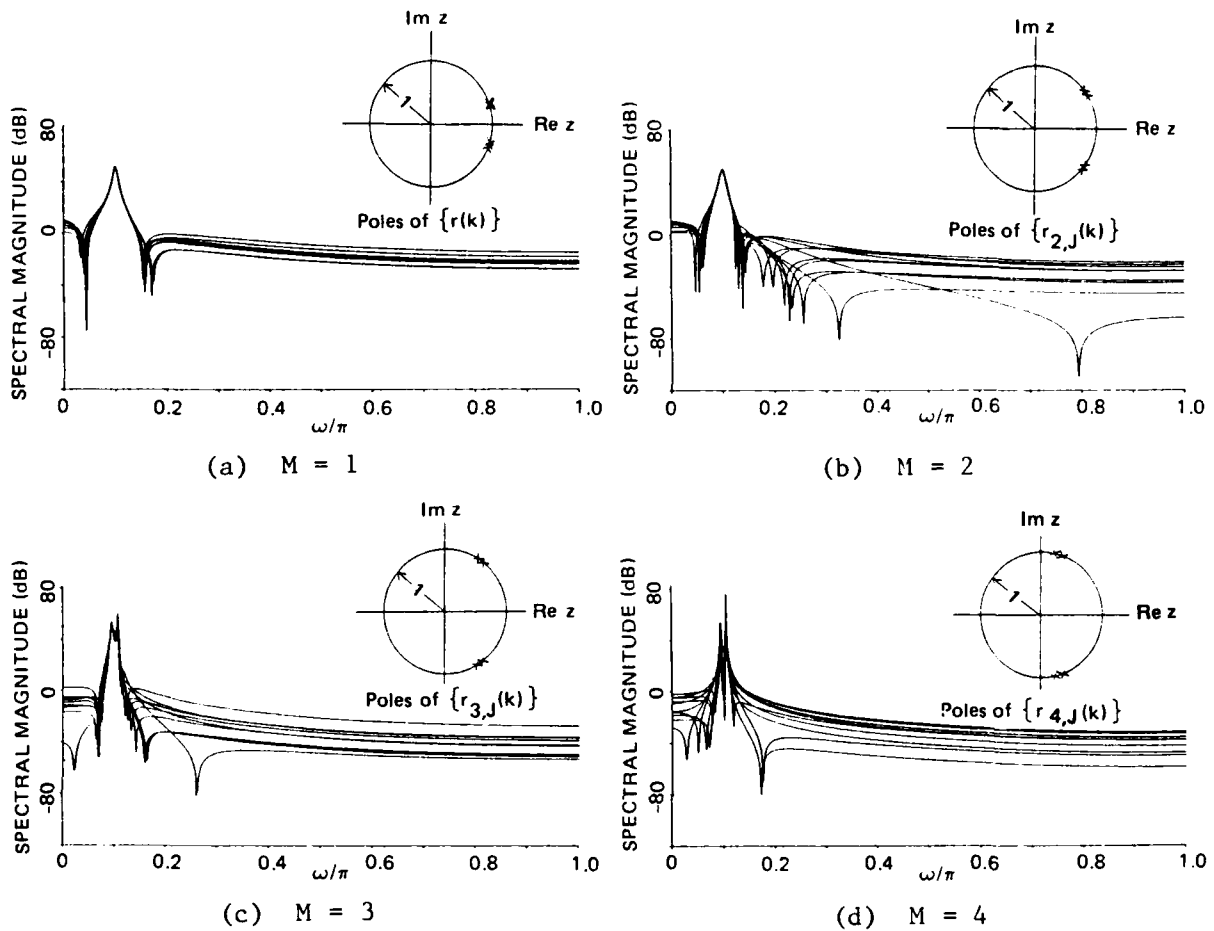 Im z
1
Re z
Poles of {r(k)}
SPECTRAL MAGNITUDE (dB)
80
0
-80
0 0.2 0.4 0.6 0.8 1.0
ω/π
(a) M = 1
Im z
1
Re z
Poles of {r2,J(k)}
SPECTRAL MAGNITUDE (dB)
80
0
-80
0 0.2 0.4 0.6 0.8 1.0
ω/π
(b) M = 2
Im z
1
Re z
Poles of {r3,J(k)}
SPECTRAL MAGNITUDE (dB)
80
0
-80
0 0.2 0.4 0.6 0.8 1.0
ω/π
(c) M = 3
Im z
1
Re z
Poles of {r4,J(k)}
SPECTRAL MAGNITUDE (dB)
80
0
-80
0 0.2 0.4 0.6 0.8 1.0
ω/π
(d) M = 4